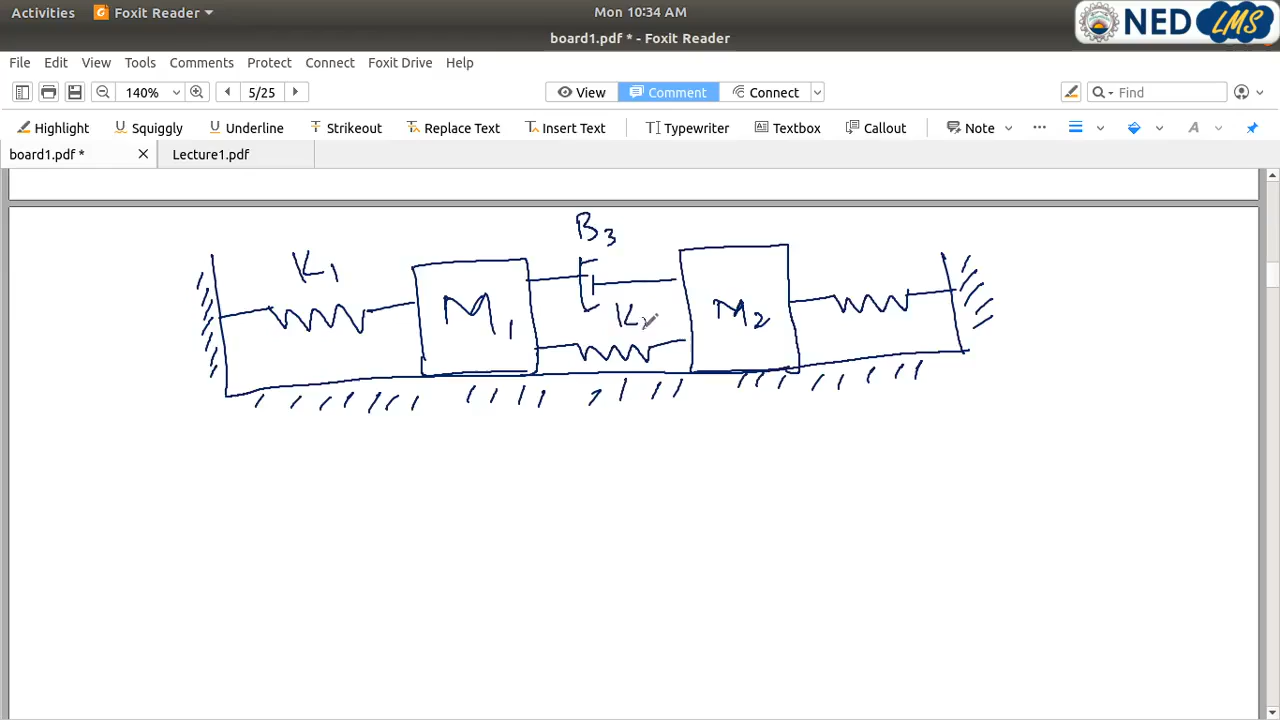 Activities
Foxit Reader
Mon 10:34 AM
board1.pdf * - Foxit Reader
NED LMS
File Edit View Tools Comments Protect Connect Foxit Drive Help
140% 5/25 View Comment Connect Find
Highlight Squiggly Underline Strikeout Replace Text Insert Text Typewriter Textbox Callout Note
board1.pdf * Lecture1.pdf
B3
K1
M1
K2
M2